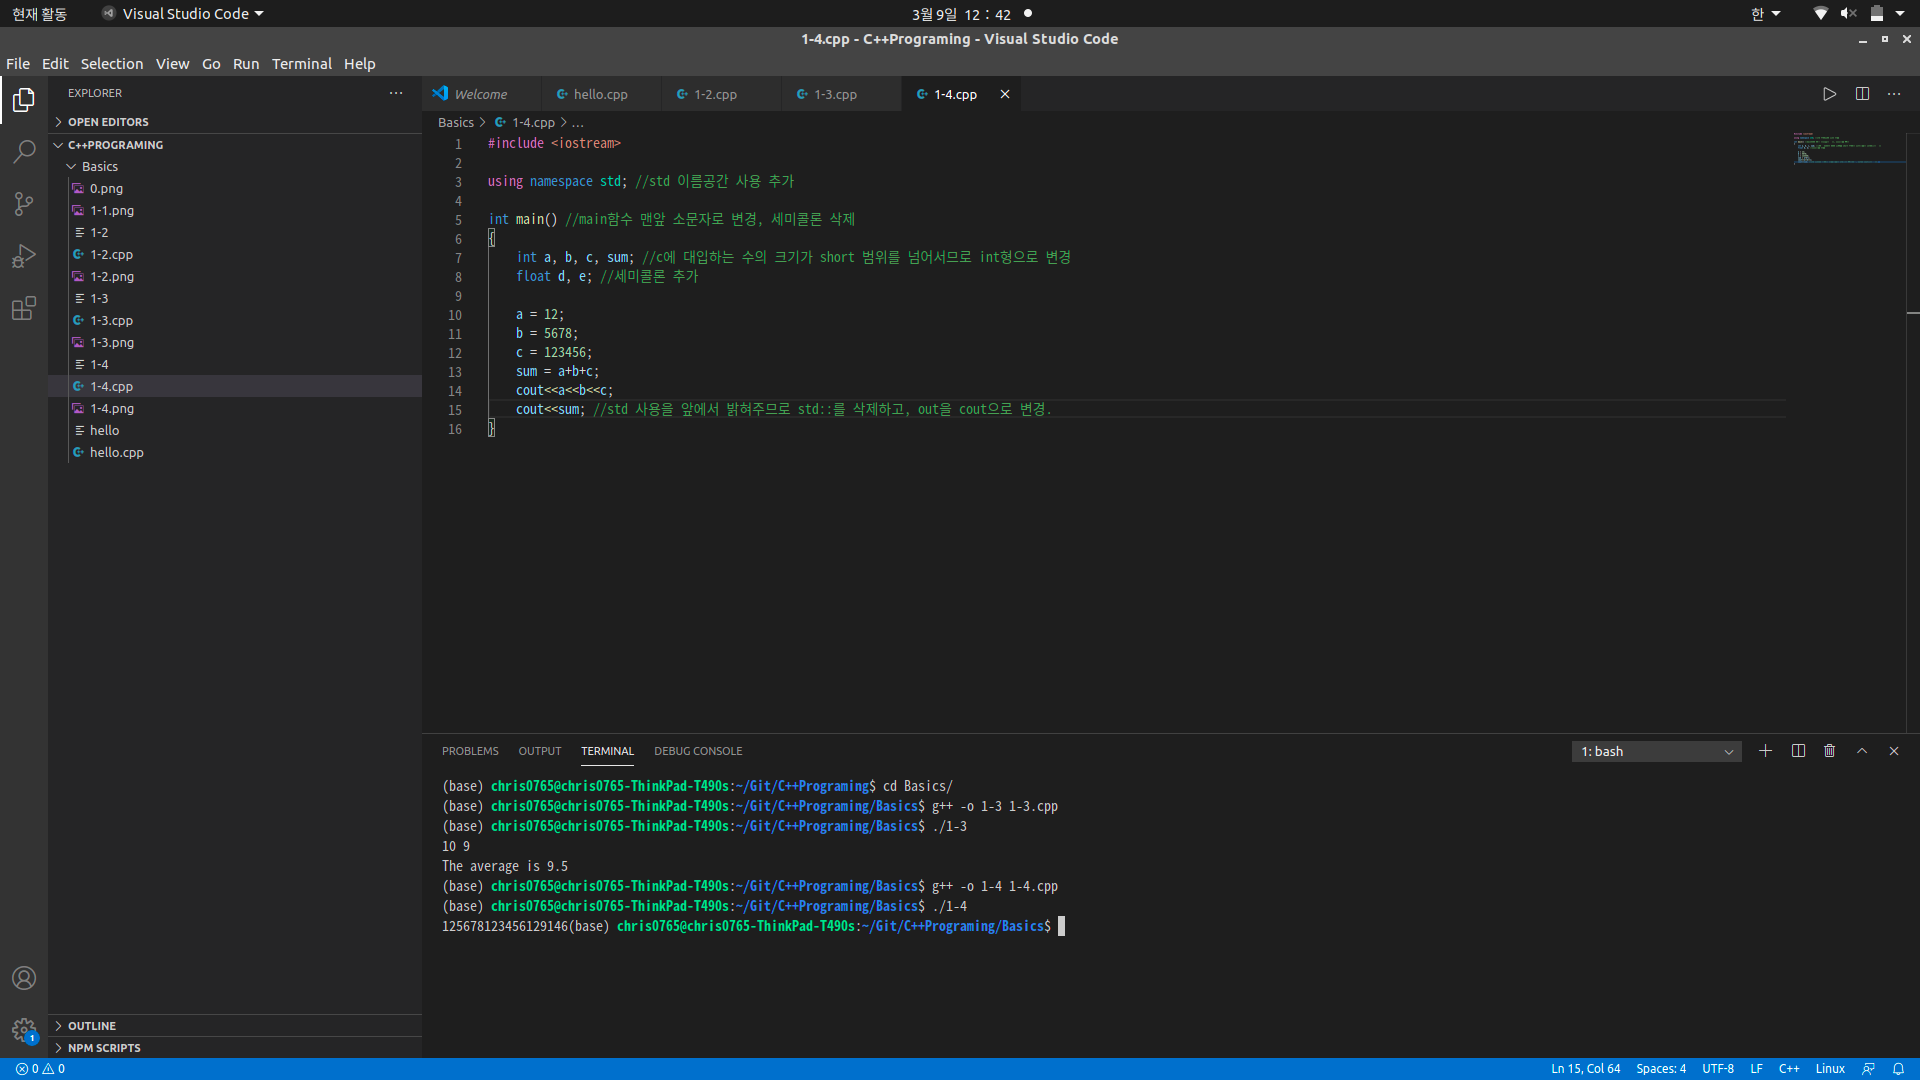 현재 활동 Visual Studio Code 3월 9일 12 : 42 한
1-4.cpp - C++Programing - Visual Studio Code
File Edit Selection View Go Run Terminal Help
EXPLORER
OPEN EDITORS
C++PROGRAMING
Basics
0.png
1-1.png
1-2
1-2.cpp
1-2.png
1-3
1-3.cpp
1-3.png
1-4
1-4.cpp
1-4.png
hello
hello.cpp
OUTLINE
NPM SCRIPTS
Welcome hello.cpp 1-2.cpp 1-3.cpp 1-4.cpp
Basics > 1-4.cpp > ...
1 #include <iostream>
2
3 using namespace std; //std 이름공간 사용 추가
4
5 int main() //main함수 맨앞 소문자로 변경, 세미콜론 삭제
6 {
7 int a, b, c, sum; //c에 대입하는 수의 크기가 short 범위를 넘어서므로 int형으로 변경
8 float d, e; //세미콜론 추가
9
10 a = 12;
11 b = 5678;
12 c = 123456;
13 sum = a+b+c;
14 cout<<a<<b<<c;
15 cout<<sum; //std 사용을 앞에서 밝혀주므로 std::를 삭제하고, out을 cout으로 변경.
16 }
PROBLEMS OUTPUT TERMINAL DEBUG CONSOLE 1: bash
(base) chris0765@chris0765-ThinkPad-T490s:~/Git/C++Programing$ cd Basics/
(base) chris0765@chris0765-ThinkPad-T490s:~/Git/C++Programing/Basics$ g++ -o 1-3 1-3.cpp
(base) chris0765@chris0765-ThinkPad-T490s:~/Git/C++Programing/Basics$ ./1-3
10 9
The average is 9.5
(base) chris0765@chris0765-ThinkPad-T490s:~/Git/C++Programing/Basics$ g++ -o 1-4 1-4.cpp
(base) chris0765@chris0765-ThinkPad-T490s:~/Git/C++Programing/Basics$ ./1-4
125678123456129146(base) chris0765@chris0765-ThinkPad-T490s:~/Git/C++Programing/Basics$
1
0 0 Ln 15, Col 64 Spaces: 4 UTF-8 LF C++ Linux